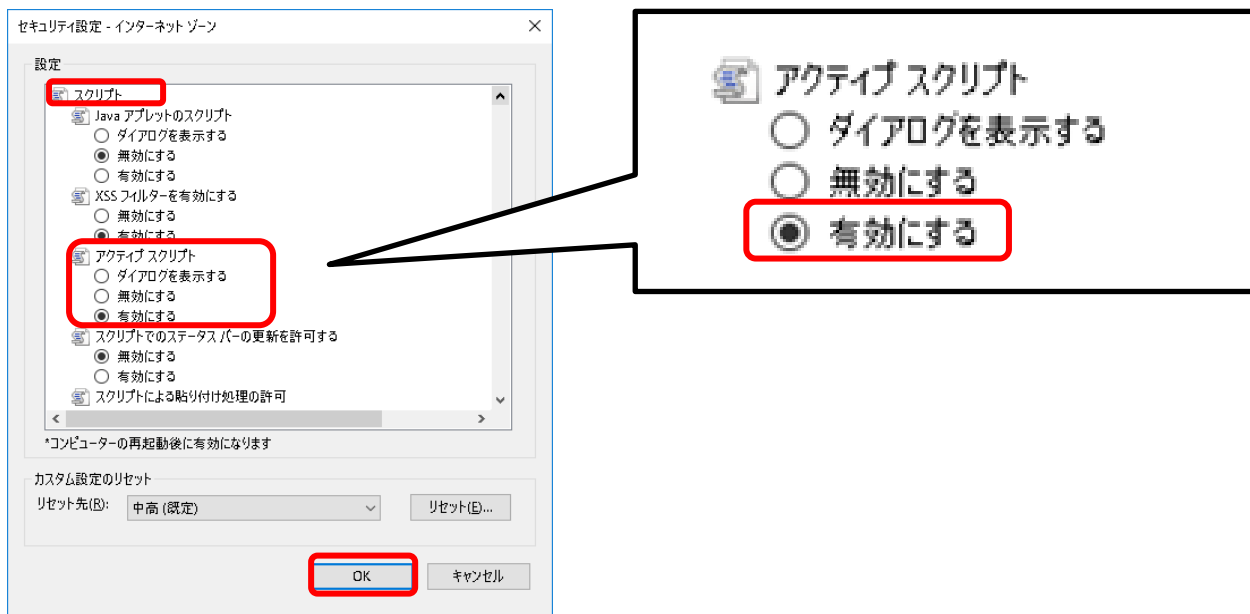 セキュリティ設定 - インターネット ゾーン
設定
スクリプト
Java アプレットのスクリプト
ダイアログを表示する
無効にする
有効にする
XSS フィルターを有効にする
無効にする
有効にする
アクティブ スクリプト
ダイアログを表示する
無効にする
有効にする
スクリプトでのステータス バーの更新を許可する
無効にする
有効にする
スクリプトによる貼り付け処理の許可
*コンピューターの再起動後に有効になります
カスタム設定のリセット
リセット先(R): 中高 (既定) リセット(E)...
OK キャンセル
アクティブ スクリプト
ダイアログを表示する
無効にする
有効にする